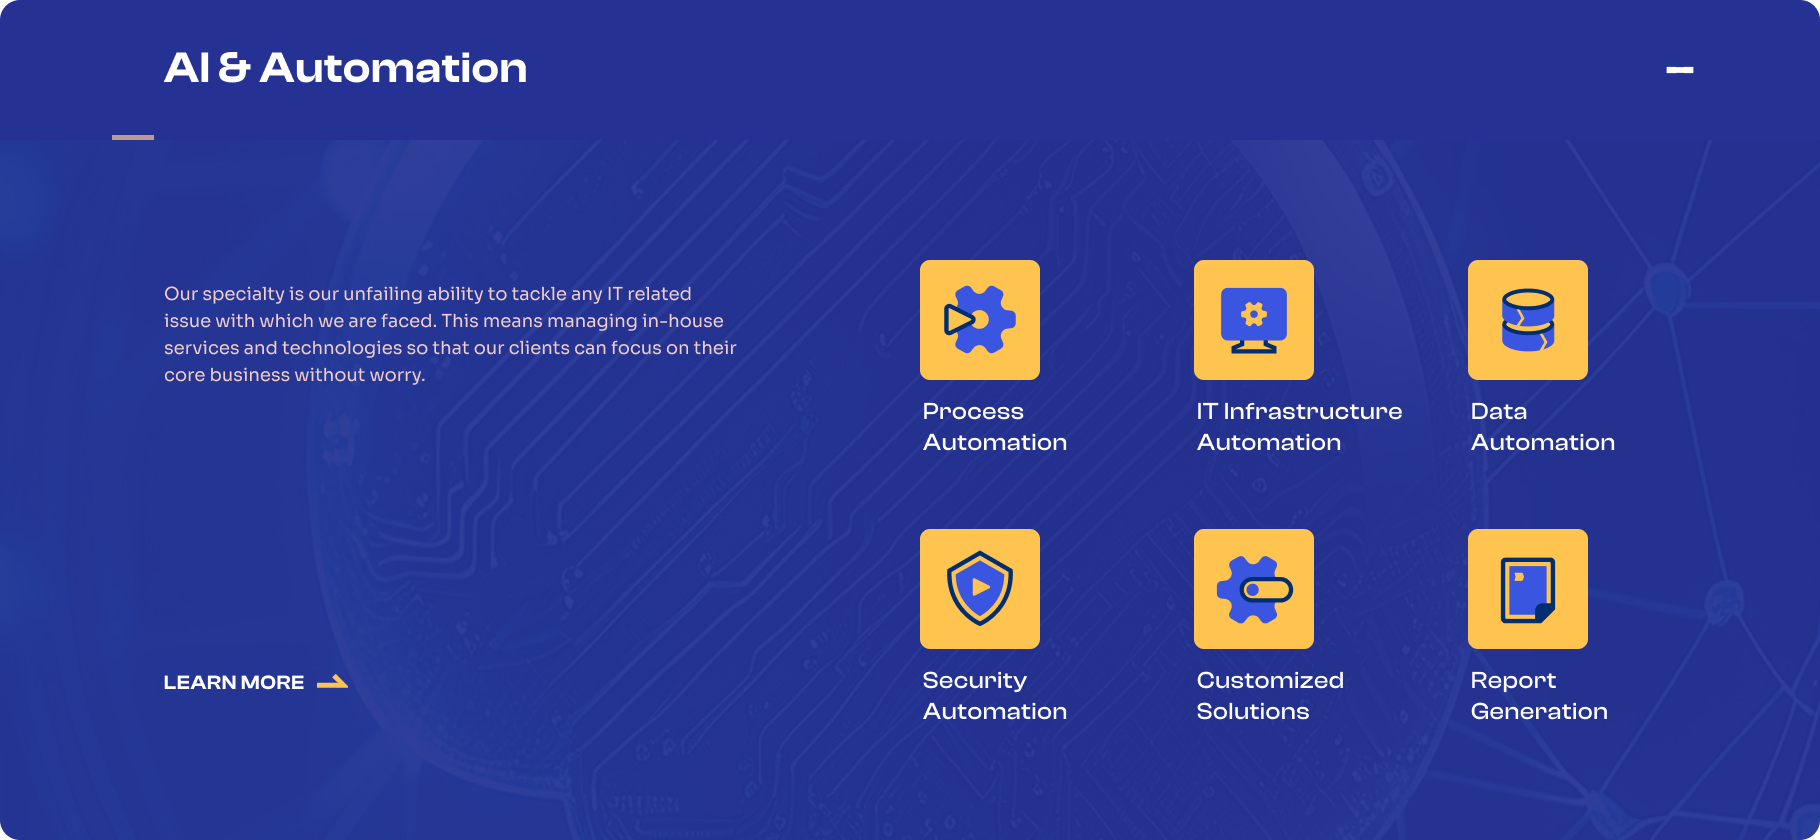 AI & Automation
Our specialty is our unfailing ability to tackle any IT related
issue with which we are faced. This means managing in-house
services and technologies so that our clients can focus on their
core business without worry.
LEARN MORE
Process
Automation
IT Infrastructure
Automation
Data
Automation
Security
Automation
Customized
Solutions
Report
Generation